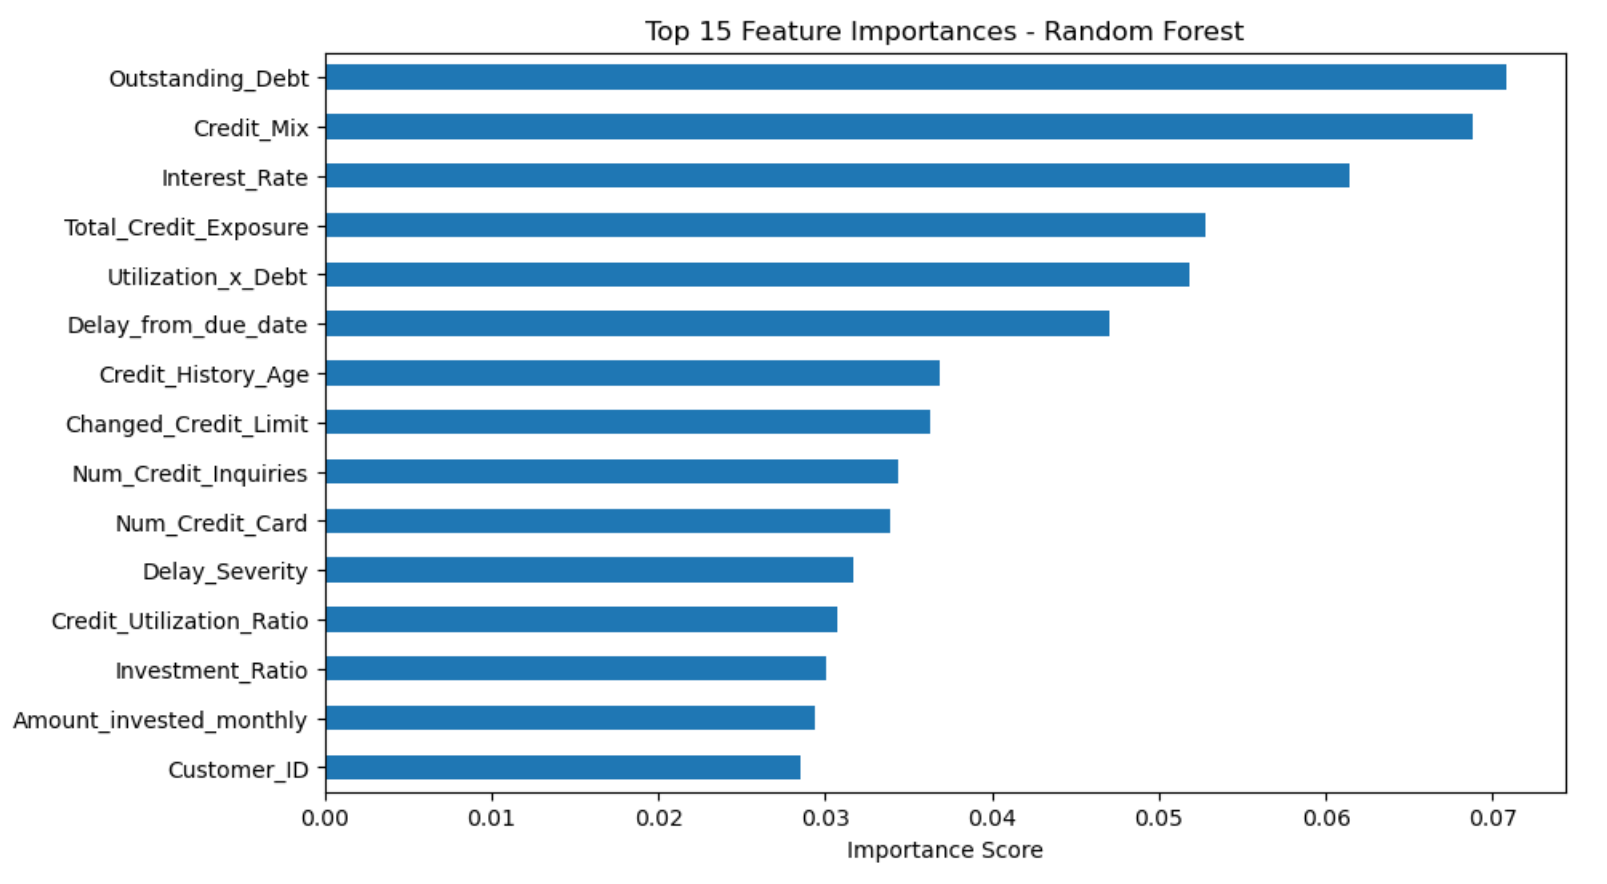 Top 15 Feature Importances - Random Forest
Outstanding_Debt
Credit_Mix
Interest_Rate
Total_Credit_Exposure
Utilization_x_Debt
Delay_from_due_date
Credit_History_Age
Changed_Credit_Limit
Num_Credit_Inquiries
Num_Credit_Card
Delay_Severity
Credit_Utilization_Ratio
Investment_Ratio
Amount_invested_monthly
Customer_ID
0.00 0.01 0.02 0.03 0.04 0.05 0.06 0.07
Importance Score